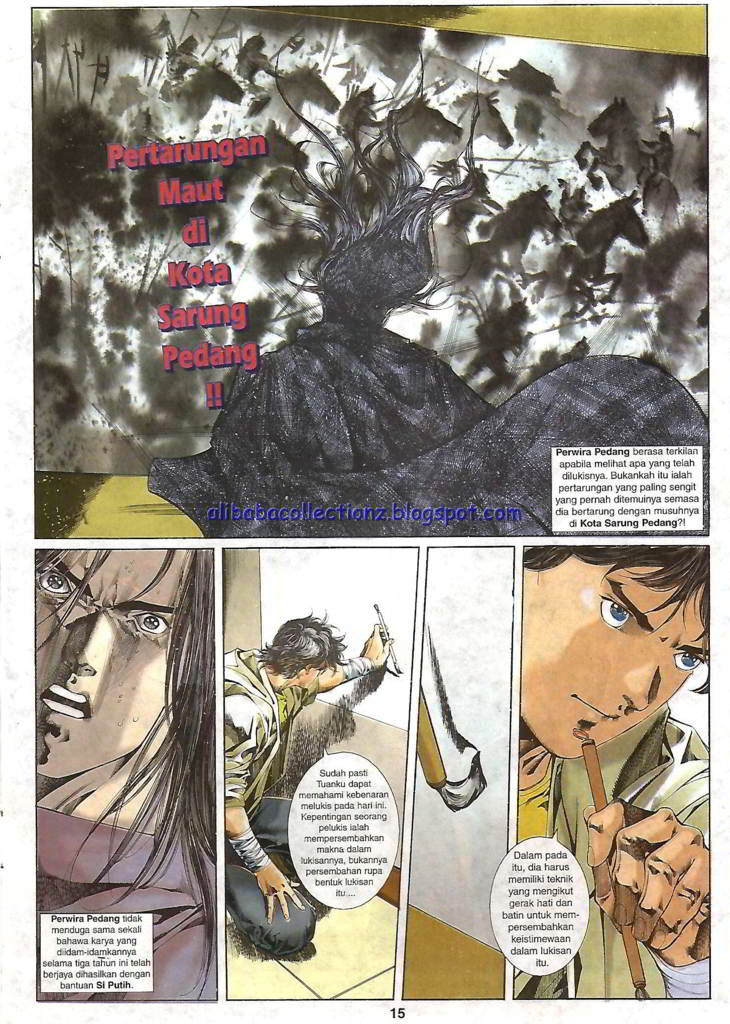 Pertarungan
Maut
di
Kota
Sarung
Pedang
!!
Perwira Pedang berasa terkilan
apabila melihat apa yang telah
dilukisnya. Bukankah itu ialah
pertarungan yang paling sengit
yang pernah ditemuinya semasa
dia bertarung dengan musuhnya
di Kota Sarung Pedang?!
alibabacollectionz.blogspot.com
Perwira Pedang tidak
menduga sama sekali
bahawa karya yang
diidam-idamkannya
selama tiga tahun ini telah
berjaya dihasilkan dengan
bantuan Si Putih.
Sudah pasti
Tuanku dapat
memahami kebenaran
melukis pada hari ini.
Kepentingan seorang
pelukis ialah
mempersembahkan
makna dalam
lukisannya, bukannya
persembahan rupa
bentuk lukisan
itu ...
Dalam pada
itu, dia harus
memiliki teknik
yang mengikut
gerak hati dan
batin untuk mem-
persembahkan
keistimewaan
dalam lukisan
itu.
15